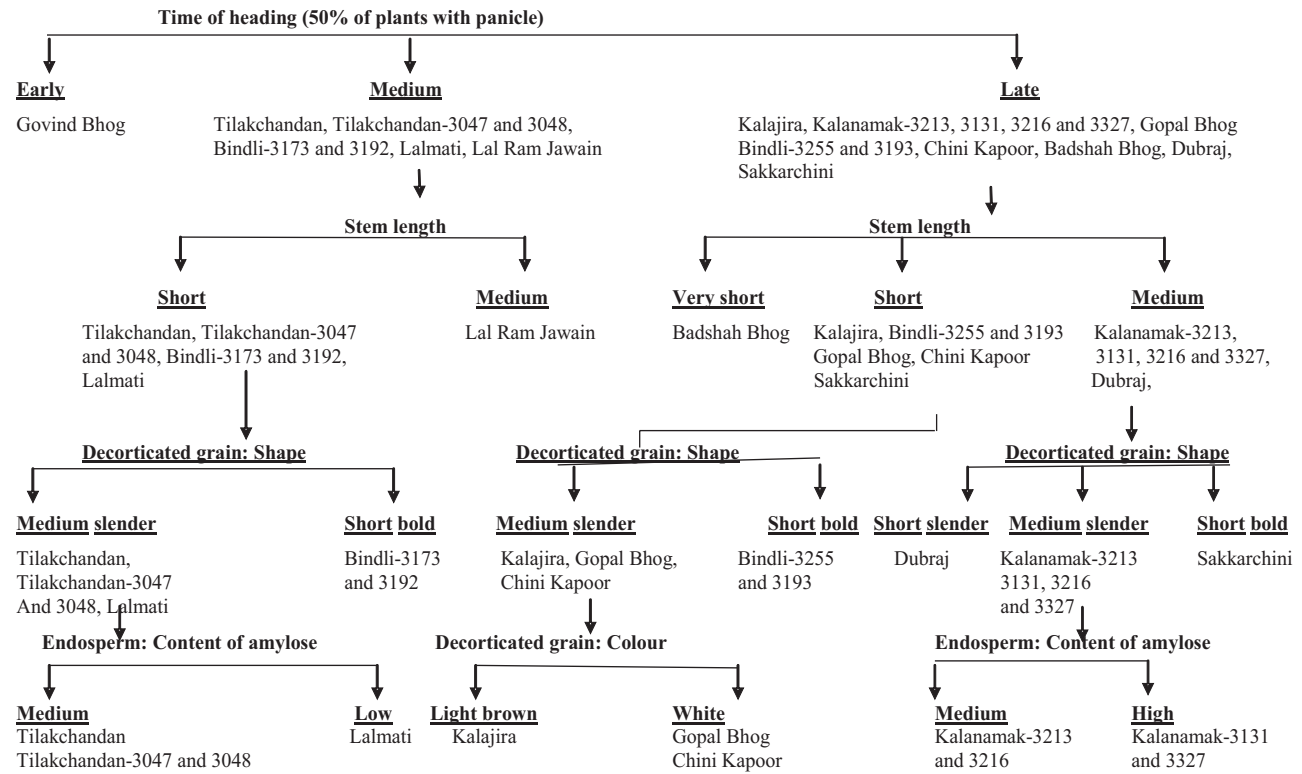 Time of heading (50% of plants with panicle)
Early
Medium
Late
Govind Bhog
Tilakchandan, Tilakchandan-3047 and 3048,
Bindli-3173 and 3192, Lalmati, Lal Ram Jawain
Kalajira, Kalanamak-3213, 3131, 3216 and 3327, Gopal Bhog
Bindli-3255 and 3193, Chini Kapoor, Badshah Bhog, Dubraj,
Sakkarchini
Stem length
Stem length
Short
Medium
Very short
Short
Medium
Tilakchandan, Tilakchandan-3047
and 3048, Bindli-3173 and 3192,
Lalmati
Lal Ram Jawain
Badshah Bhog
Kalajira, Bindli-3255 and 3193
Gopal Bhog, Chini Kapoor
Sakkarchini
Kalanamak-3213,
3131, 3216 and 3327,
Dubraj,
Decorticated grain: Shape
Decorticated grain: Shape
Decorticated grain: Shape
Medium slender
Short bold
Medium slender
Short bold
Short slender
Medium slender
Short bold
Tilakchandan,
Tilakchandan-3047
And 3048, Lalmati
Bindli-3173
and 3192
Kalajira, Gopal Bhog,
Chini Kapoor
Bindli-3255
and 3193
Dubraj
Kalanamak-3213
3131, 3216
and 3327
Sakkarchini
Endosperm: Content of amylose
Decorticated grain: Colour
Endosperm: Content of amylose
Medium
Low
Light brown
White
Medium
High
Tilakchandan
Tilakchandan-3047 and 3048
Lalmati
Kalajira
Gopal Bhog
Chini Kapoor
Kalanamak-3213
and 3216
Kalanamak-3131
and 3327